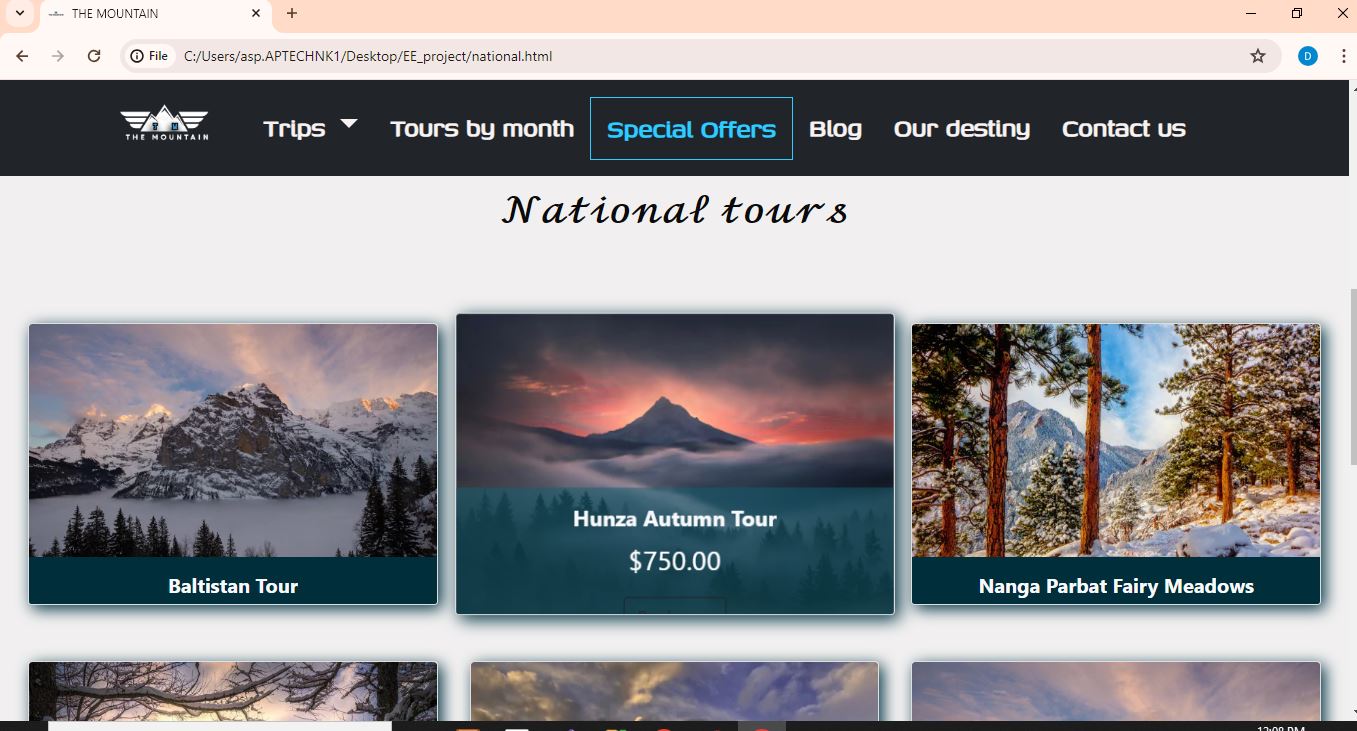 THE MOUNTAIN
File
C:/Users/asp.APTECHNK1/Desktop/EE_project/national.html
D
T M
THE MOUNTAIN
Trips
Tours by month
Special Offers
Blog
Our destiny
Contact us
National tours
Hunza Autumn Tour
$750.00
Baltistan Tour
Nanga Parbat Fairy Meadows
12:08 PM